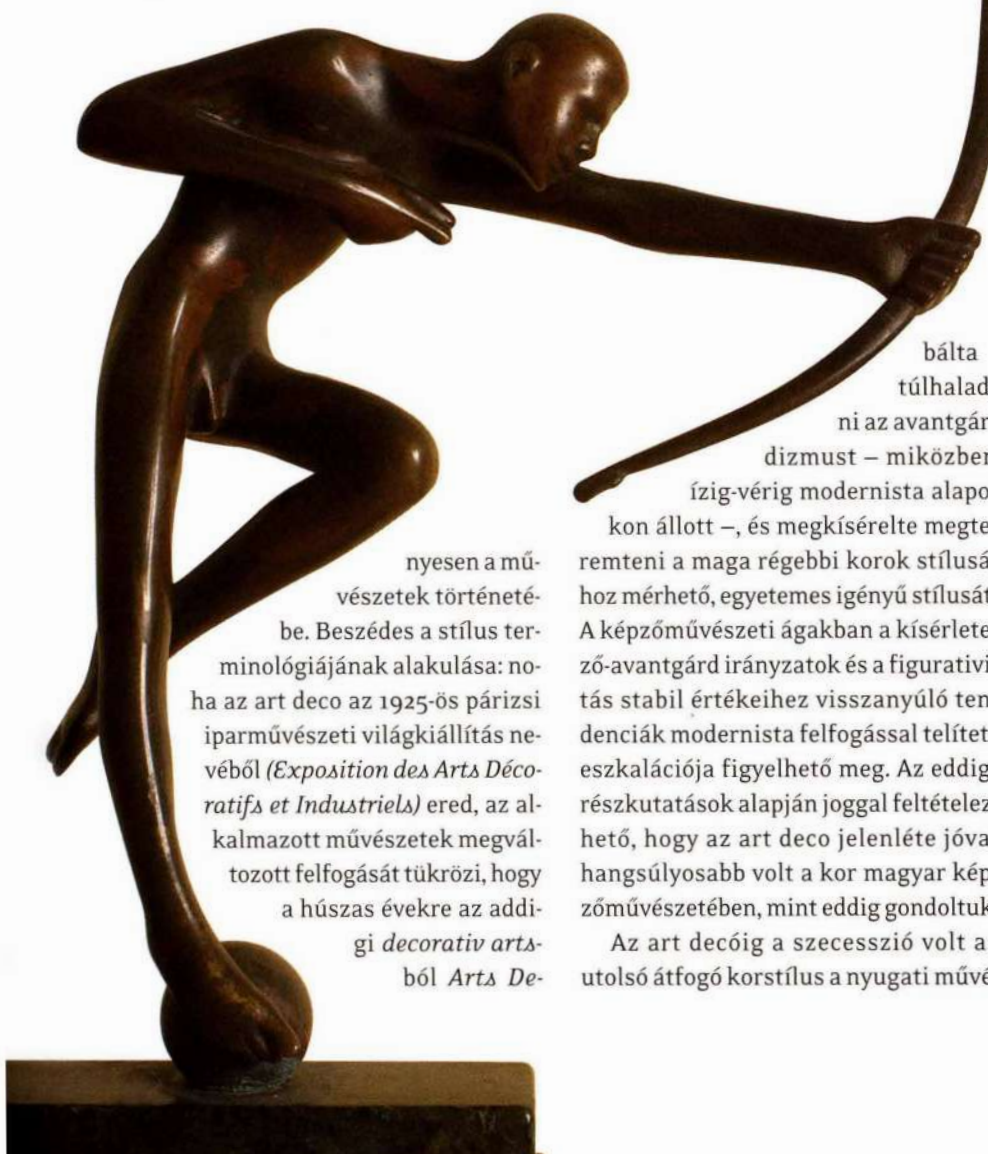 nyesen a mű-
vészetek történeté-
be. Beszédes a stílus ter-
minológiájának alakulása: no-
ha az art deco az 1925-ös párizsi
iparművészeti világkiállítás ne-
véből (Exposition des Arts Déco-
ratifs et Industriels) ered, az al-
kalmazott művészetek megvál-
tozott felfogását tükrözi, hogy
a húszas évekre az addi-
gi decorativ arts-
ból Arts De-
bálta
túlhalad
ni az avantgár
dizmust – miközben
ízig-vérig modernista alapo
kon állott –, és megkísérelte megte
remteni a maga régebbi korok stílusá
hoz mérhető, egyetemes igényű stílusát
A képzőművészeti ágakban a kísérlete
ző-avantgárd irányzatok és a figurativi
tás stabil értékeihez visszanyúló ten
denciák modernista felfogással telített
eszkalációja figyelhető meg. Az eddig
részkutatások alapján joggal feltételez
hető, hogy az art deco jelenléte jóva
hangsúlyosabb volt a kor magyar kép
zőművészetében, mint eddig gondoltuk
Az art decóig a szecesszió volt a
utolsó átfogó korstílus a nyugati művé